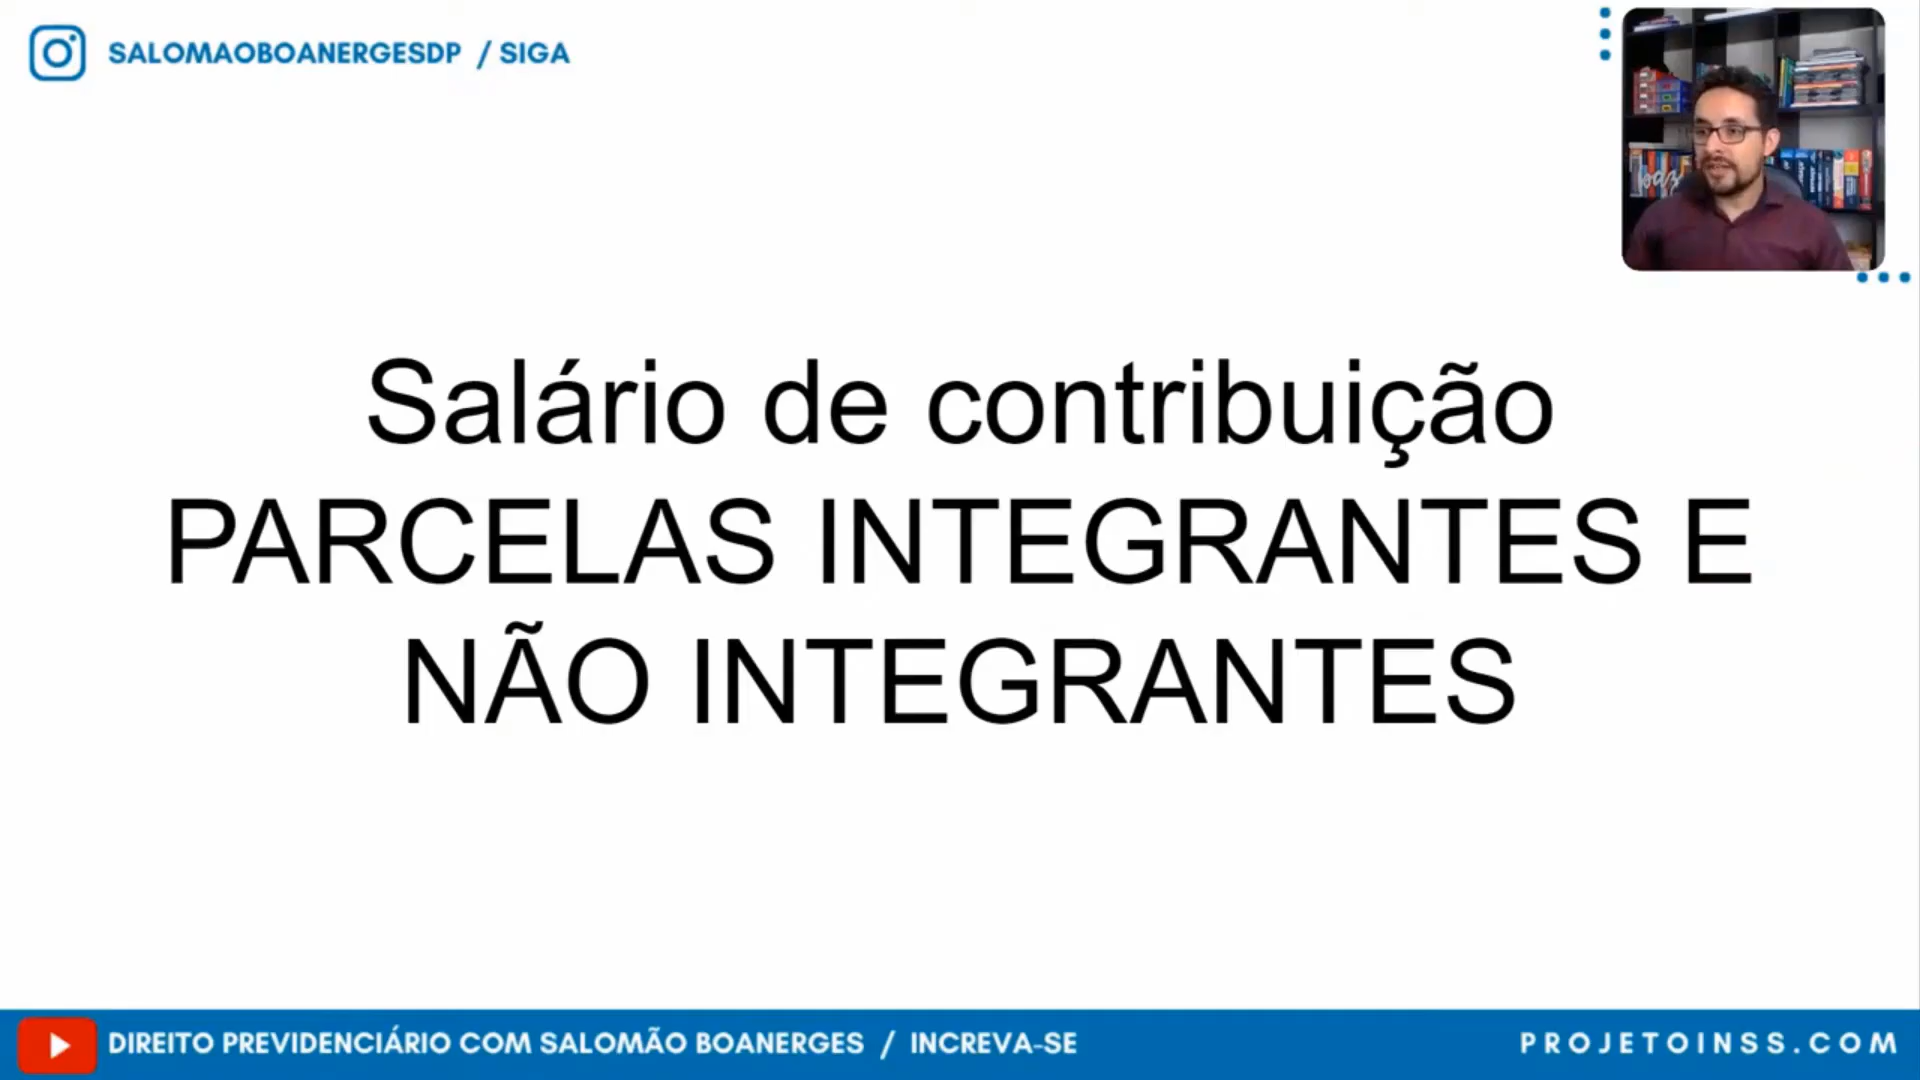 SALOMAOBOANERGESDP / SIGA
Salário de contribuição
PARCELAS INTEGRANTES E
NÃO INTEGRANTES
DIREITO PREVIDENCIÁRIO COM SALOMÃO BOANERGES / INCREVA-SE
PROJETOINSS.COM